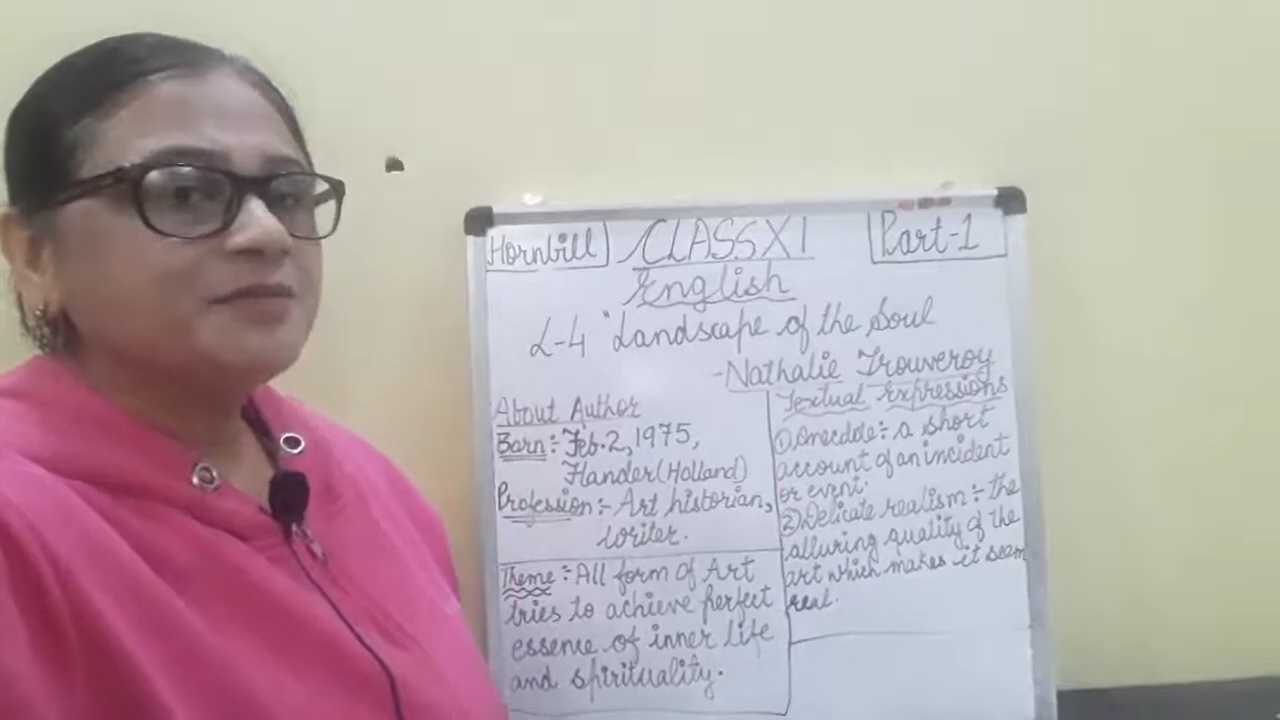 Hornbill
CLASS XI
Part-1
English
L-4 "Landscape of the Soul
-Nathalie Trouveroy
About Author
Born:- Feb. 2, 1975,
Flander (Holland)
Profession:- Art historian,
writer.
Theme:- All form of Art
tries to achieve perfect
essence of inner life
and spirituality.
Textual Expressions
① Anecdote:- a short
account of an incident
or event.
② Delicate realism:- the
alluring quality of the
art which makes it seem
real.